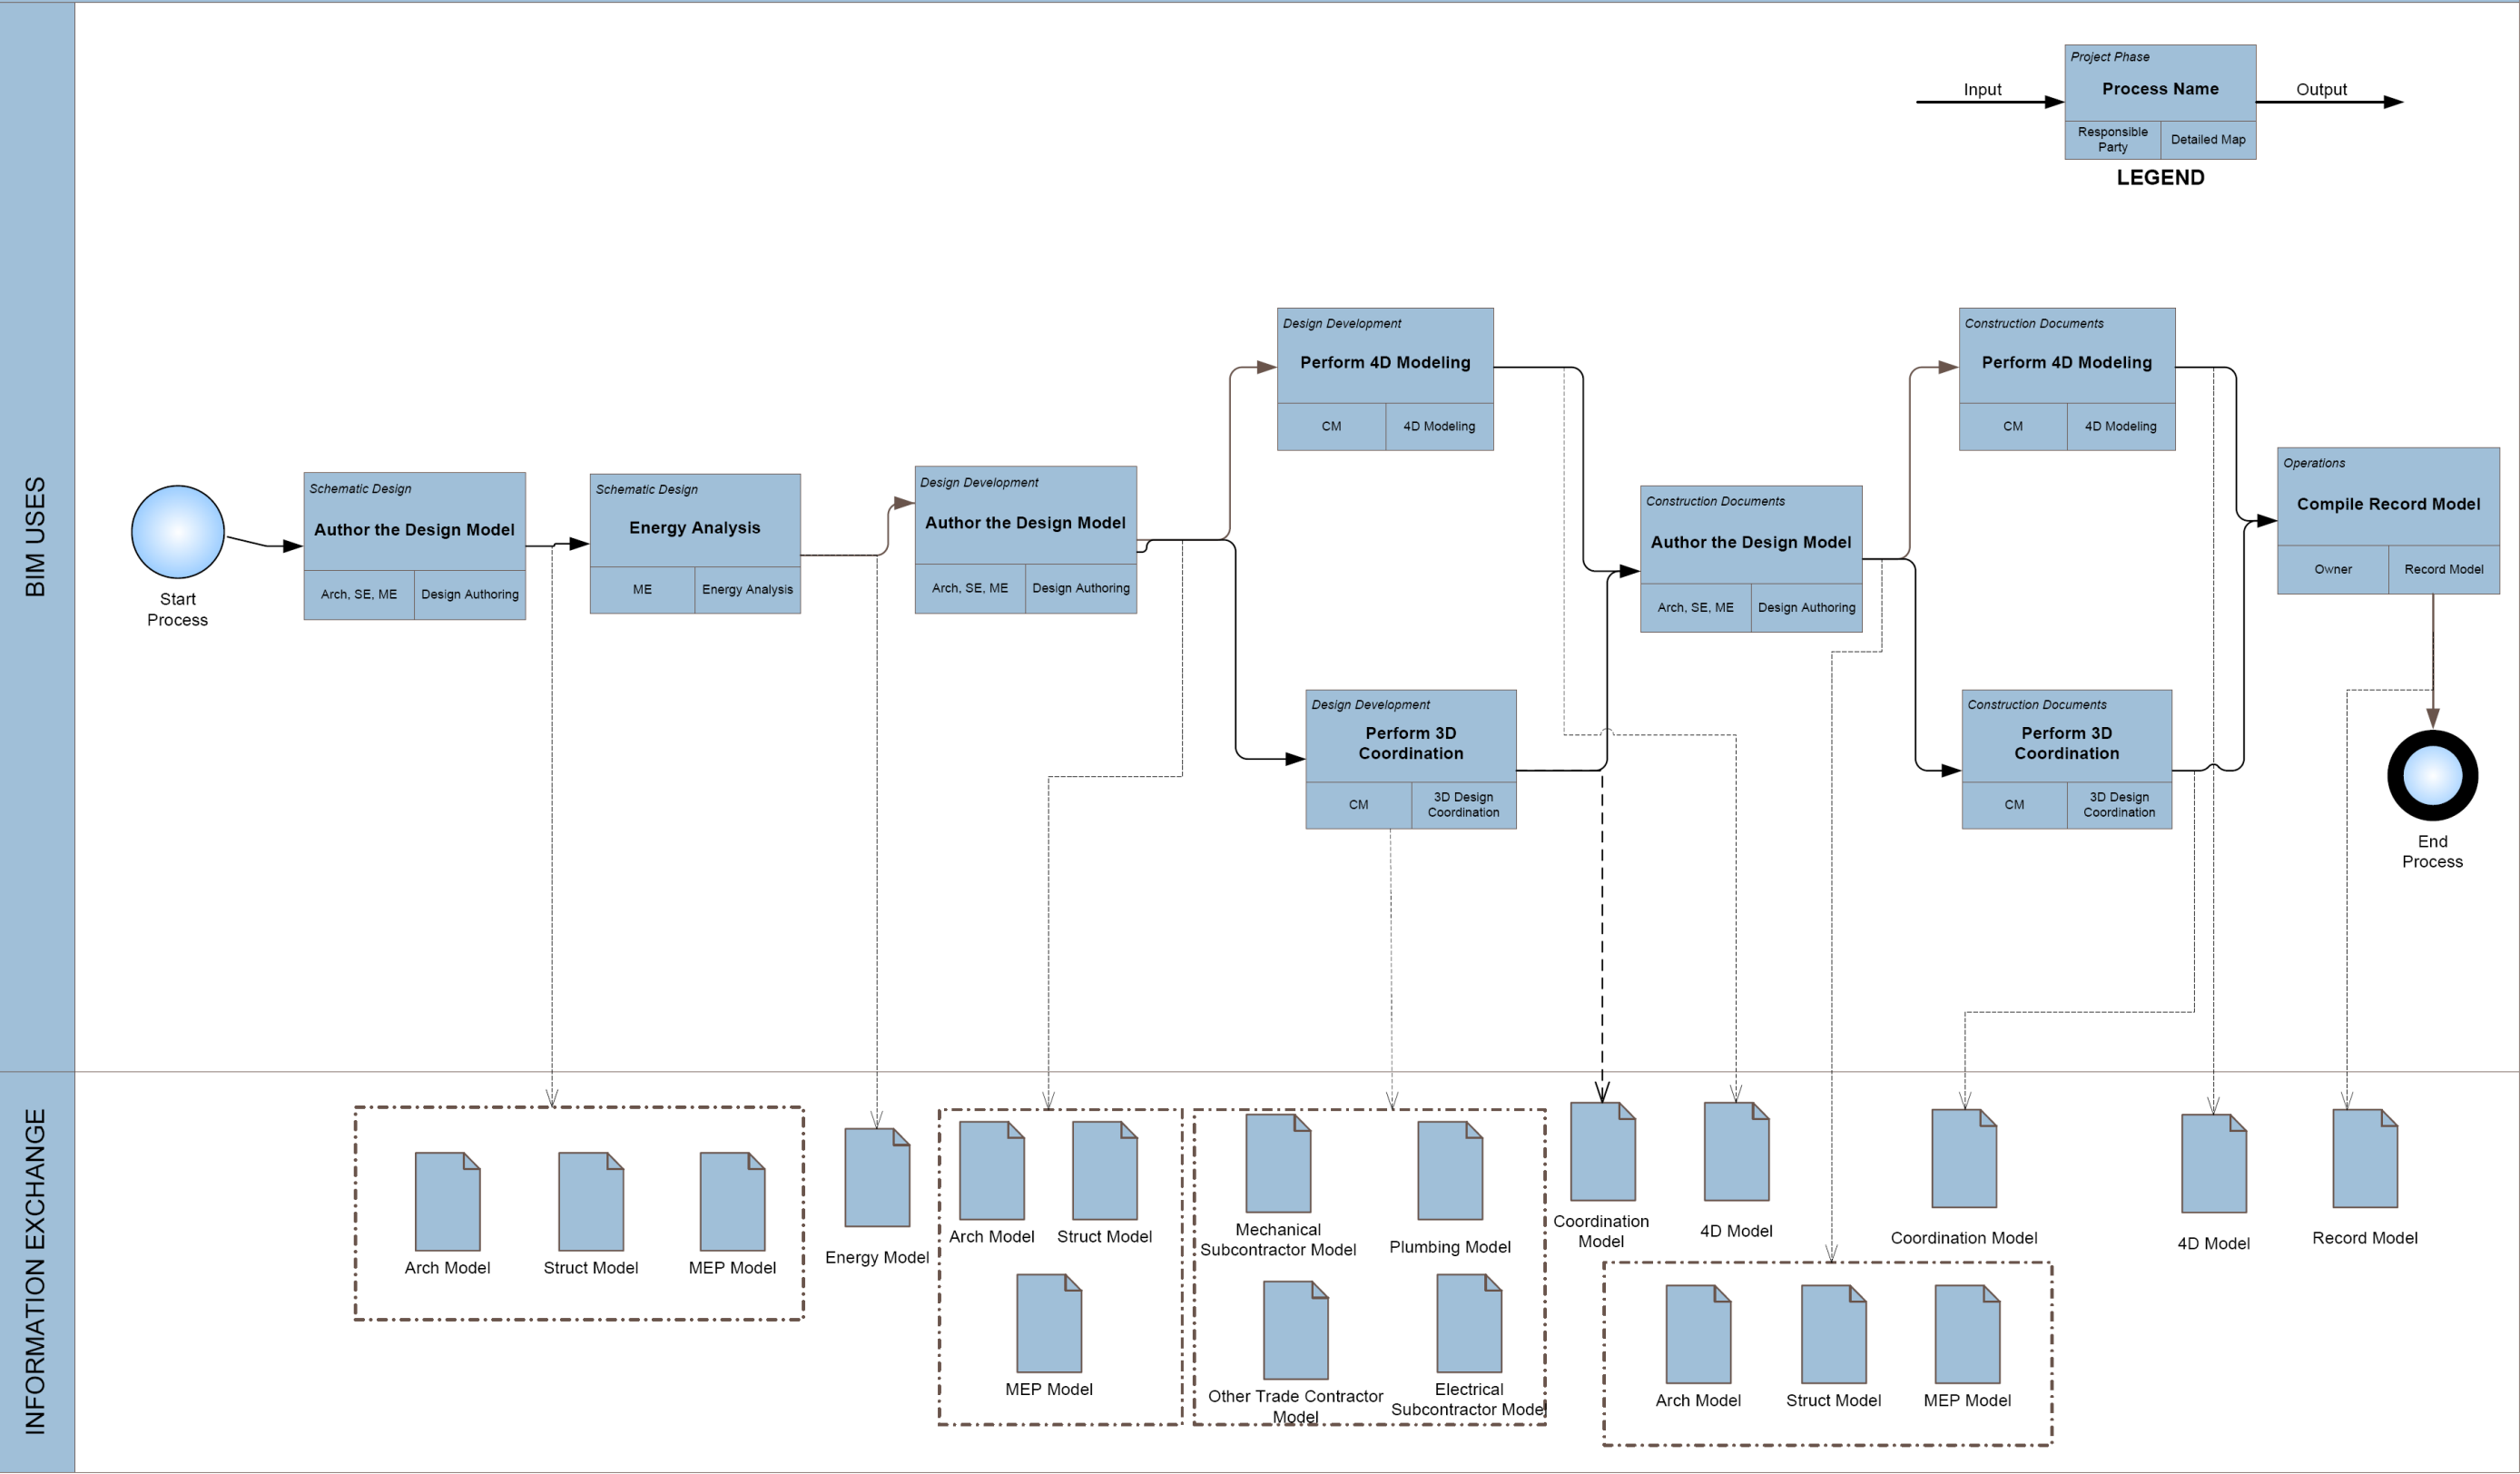 BIM USES
INFORMATION EXCHANGE
Input
Project Phase
Process Name
Responsible
Party
Detailed Map
Output
LEGEND
Start
Process
Schematic Design
Author the Design Model
Arch, SE, ME
Design Authoring
Schematic Design
Energy Analysis
ME
Energy Analysis
Design Development
Author the Design Model
Arch, SE, ME
Design Authoring
Design Development
Perform 4D Modeling
CM
4D Modeling
Design Development
Perform 3D
Coordination
CM
3D Design
Coordination
Construction Documents
Author the Design Model
Arch, SE, ME
Design Authoring
Construction Documents
Perform 4D Modeling
CM
4D Modeling
Construction Documents
Perform 3D
Coordination
CM
3D Design
Coordination
Operations
Compile Record Model
Owner
Record Model
End
Process
Arch Model
Struct Model
MEP Model
Energy Model
Arch Model
Struct Model
MEP Model
Mechanical
Subcontractor Model
Plumbing Model
Other Trade Contractor
Model
Electrical
Subcontractor Model
Coordination
Model
4D Model
Arch Model
Struct Model
MEP Model
Coordination Model
4D Model
Record Model